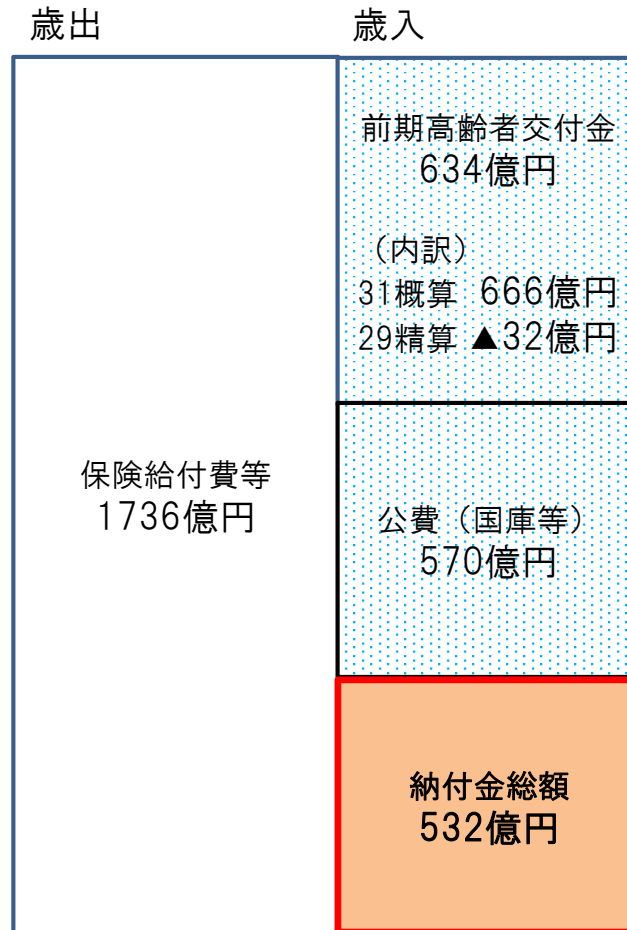 歳出
歳入
前期高齢者交付金
634億円
（内訳）
31概算 666億円
29精算 ▲32億円
保険給付費等
1736億円
公費（国庫等）
570億円
納付金総額
532億円